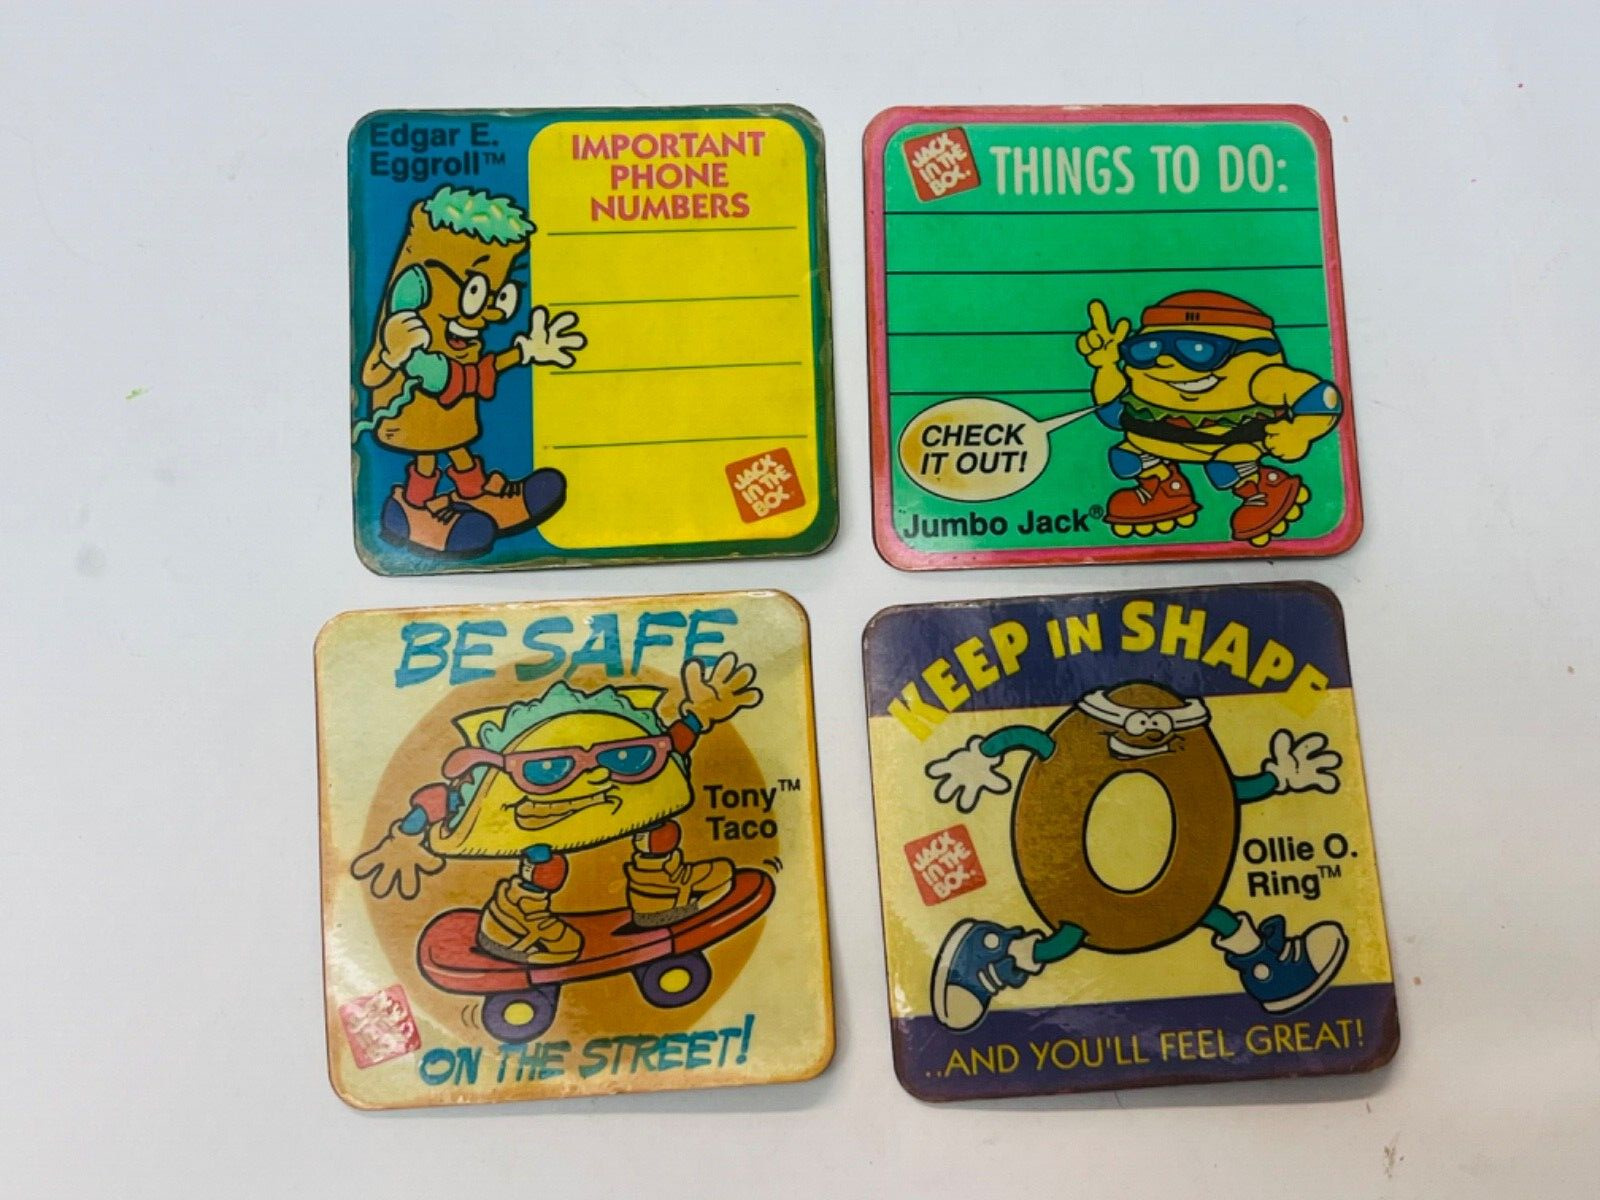 Edgar E.
Eggroll™
IMPORTANT
PHONE
NUMBERS
JACK
IN THE
BOX
JACK
IN THE
BOX®
THINGS TO DO:
CHECK
IT OUT!
Jumbo Jack®
BE SAFE
Tony™
Taco
ON THE STREET!
KEEP IN SHAPE
JACK
IN THE
BOX®
Ollie O.
Ring™
..AND YOU'LL FEEL GREAT!